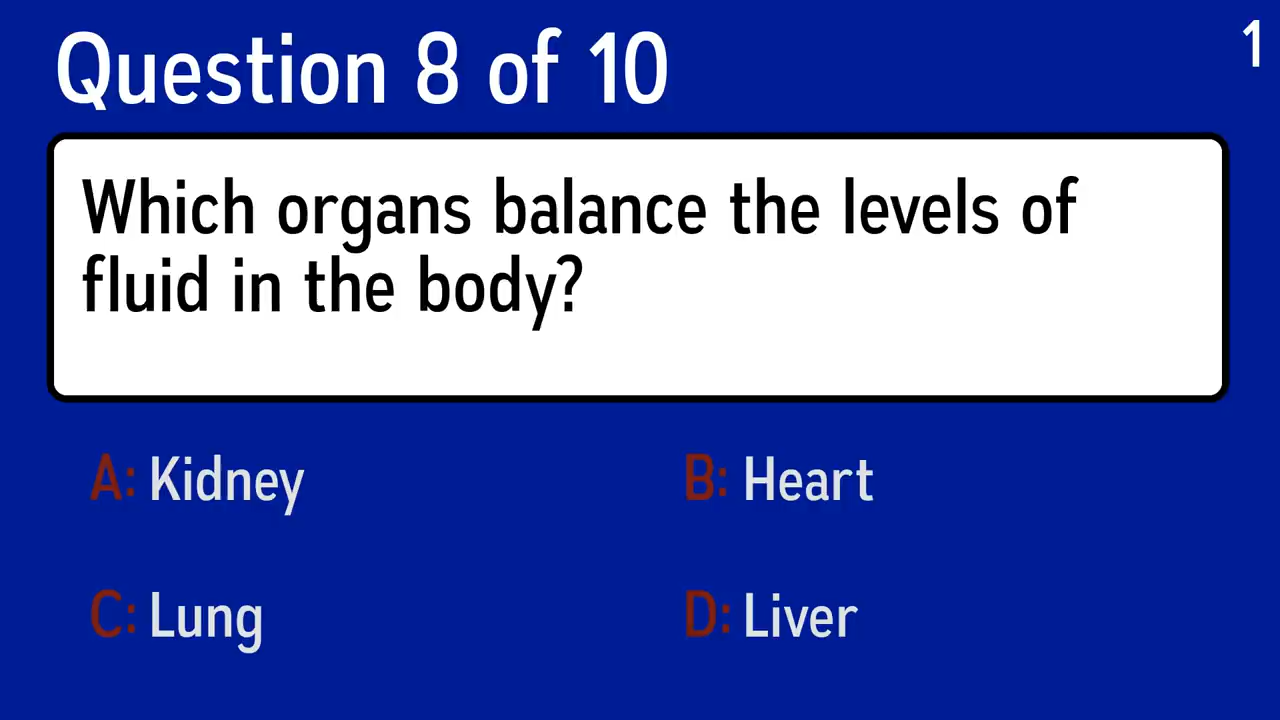 Question 8 of 10
1
Which organs balance the levels of
fluid in the body?
A: Kidney
B: Heart
C: Lung
D: Liver